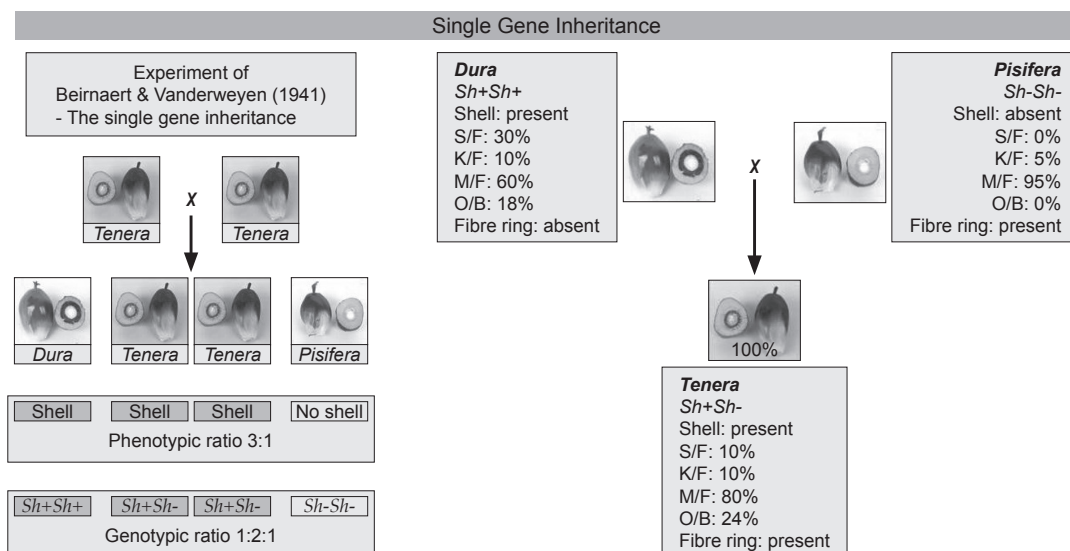 Single Gene Inheritance
Experiment of
Beirnaert & Vanderweyen (1941)
- The single gene inheritance
X
Tenera
Tenera
Dura
Tenera
Tenera
Pisifera
Shell
Shell
Shell
No shell
Phenotypic ratio 3:1
Sh+Sh+
Sh+Sh-
Sh+Sh-
Sh-Sh-
Genotypic ratio 1:2:1
Dura
Sh+Sh+
Shell: present
S/F: 30%
K/F: 10%
M/F: 60%
O/B: 18%
Fibre ring: absent
X
Pisifera
Sh-Sh-
Shell: absent
S/F: 0%
K/F: 5%
M/F: 95%
O/B: 0%
Fibre ring: present
100%
Tenera
Sh+Sh-
Shell: present
S/F: 10%
K/F: 10%
M/F: 80%
O/B: 24%
Fibre ring: present